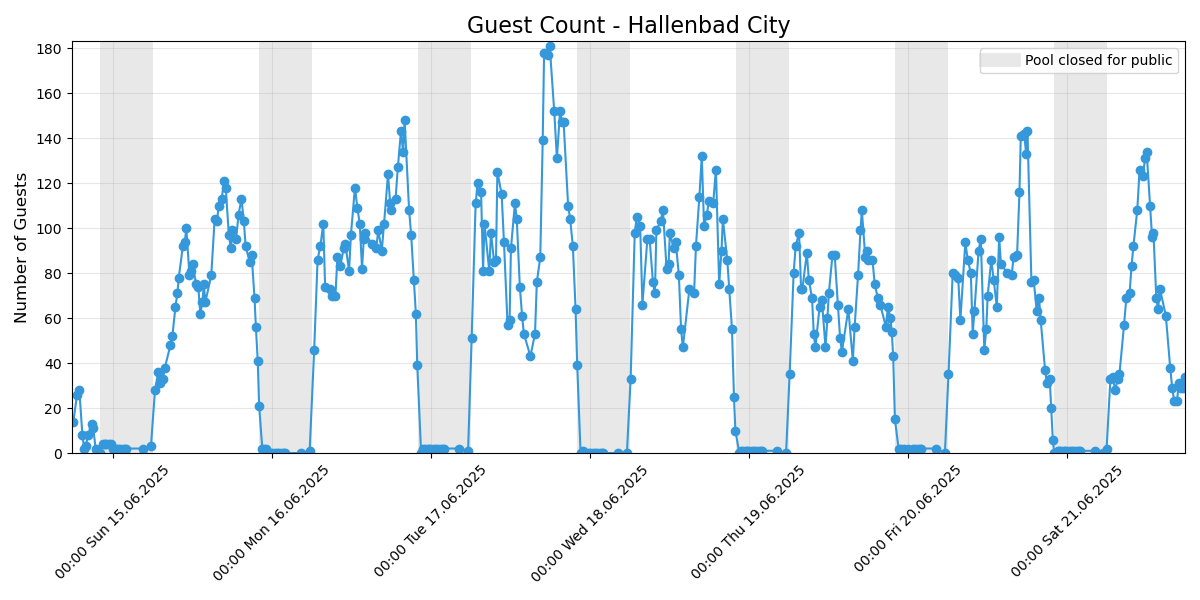 Guest Count - Hallenbad City
Pool closed for public
Number of Guests
180
160
140
120
100
80
60
40
20
0
00:00 Sun 15.06.2025
00:00 Mon 16.06.2025
00:00 Tue 17.06.2025
00:00 Wed 18.06.2025
00:00 Thu 19.06.2025
00:00 Fri 20.06.2025
00:00 Sat 21.06.2025